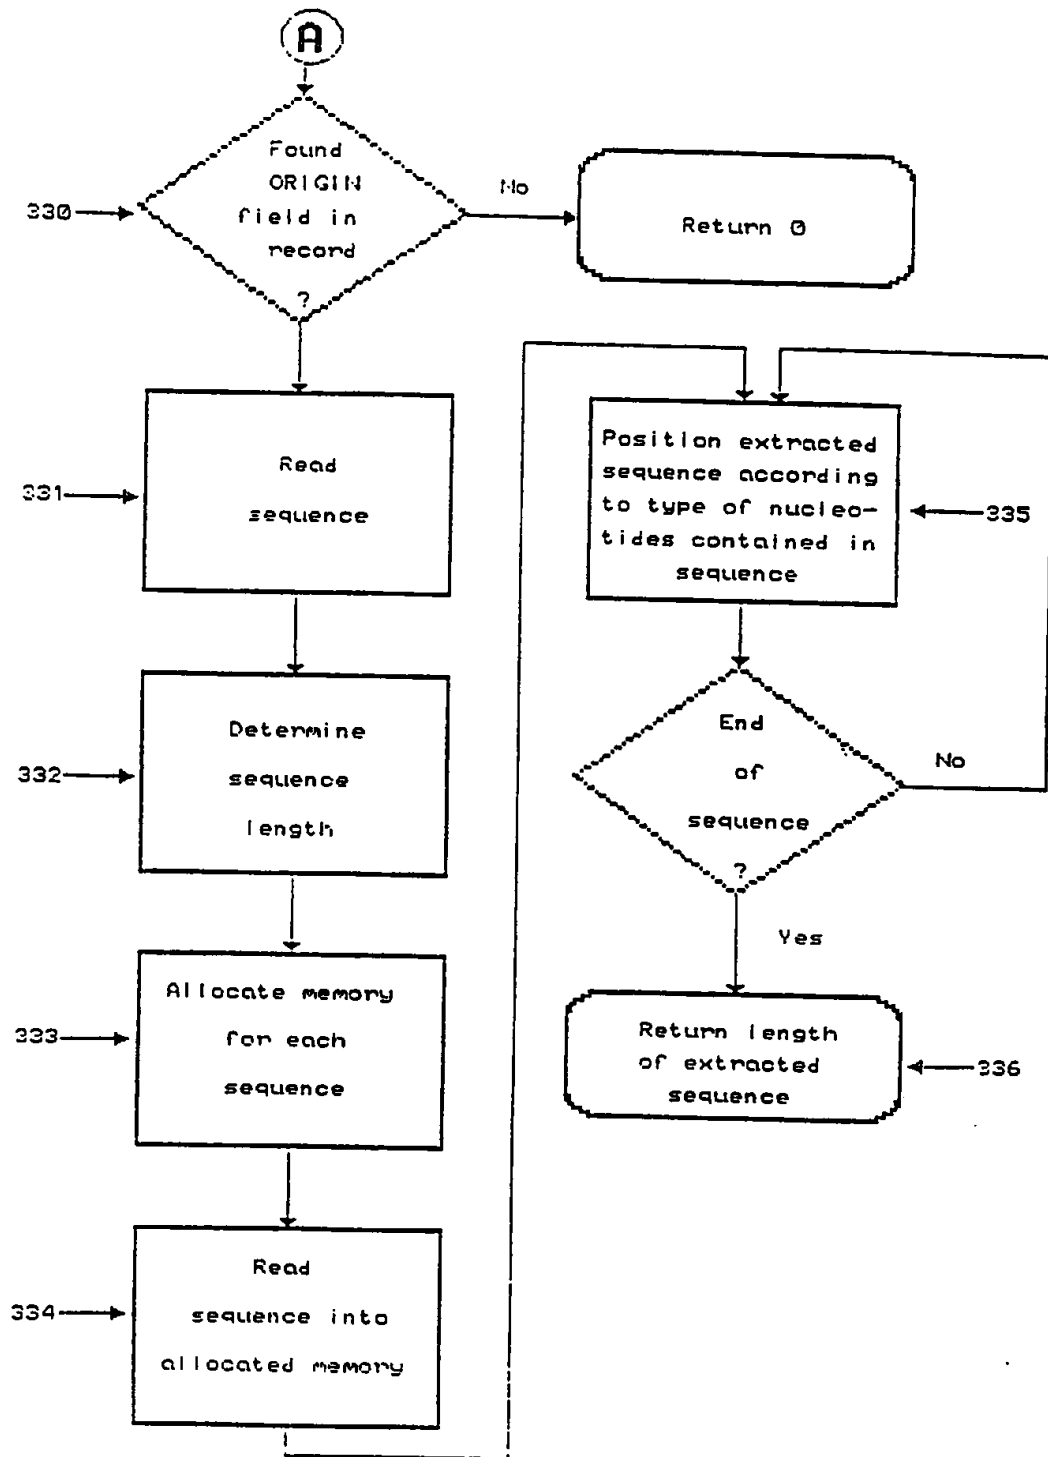 A
Found
ORIGIN
field in
record
?
330
No
Return 0
Read
sequence
331
Determine
sequence
length
332
Allocate memory
for each
sequence
333
Read
sequence into
allocated memory
334
Position extracted
sequence according
to type of nucleo-
tides contained in
sequence
335
End
of
sequence
?
No
Yes
Return length
of extracted
sequence
336